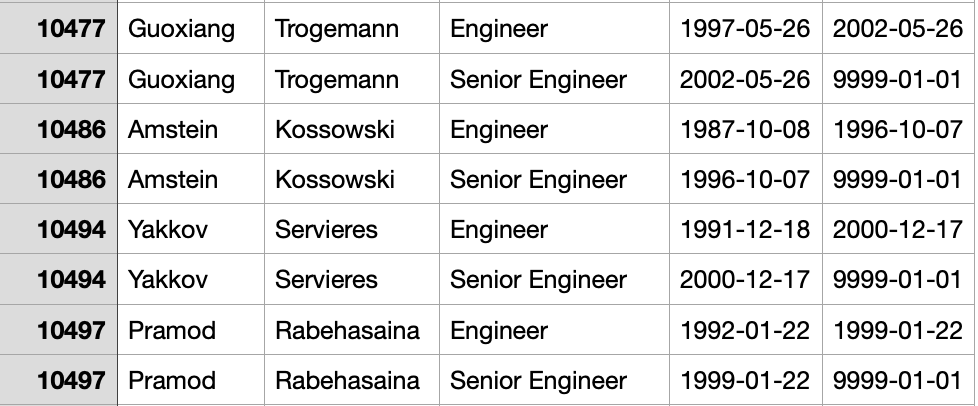 10477 Guoxiang Trogemann Engineer 1997-05-26 2002-05-26
10477 Guoxiang Trogemann Senior Engineer 2002-05-26 9999-01-01
10486 Amstein Kossowski Engineer 1987-10-08 1996-10-07
10486 Amstein Kossowski Senior Engineer 1996-10-07 9999-01-01
10494 Yakkov Servieres Engineer 1991-12-18 2000-12-17
10494 Yakkov Servieres Senior Engineer 2000-12-17 9999-01-01
10497 Pramod Rabehasaina Engineer 1992-01-22 1999-01-22
10497 Pramod Rabehasaina Senior Engineer 1999-01-22 9999-01-01